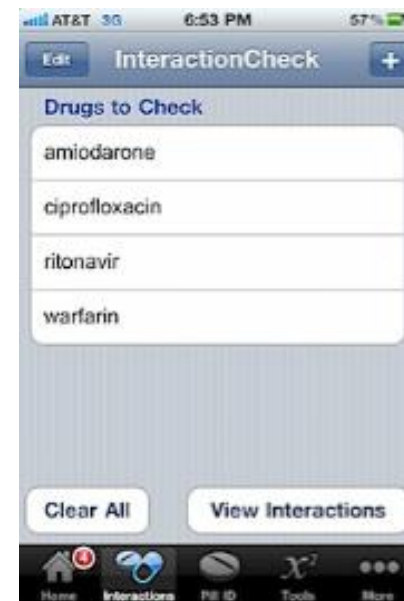 AT&T 3G 6:53 PM 57%
Edit InteractionCheck +
Drugs to Check
amiodarone
ciprofloxacin
ritonavir
warfarin
Clear All View Interactions
4
Home Interactions Pill ID x² Tools More